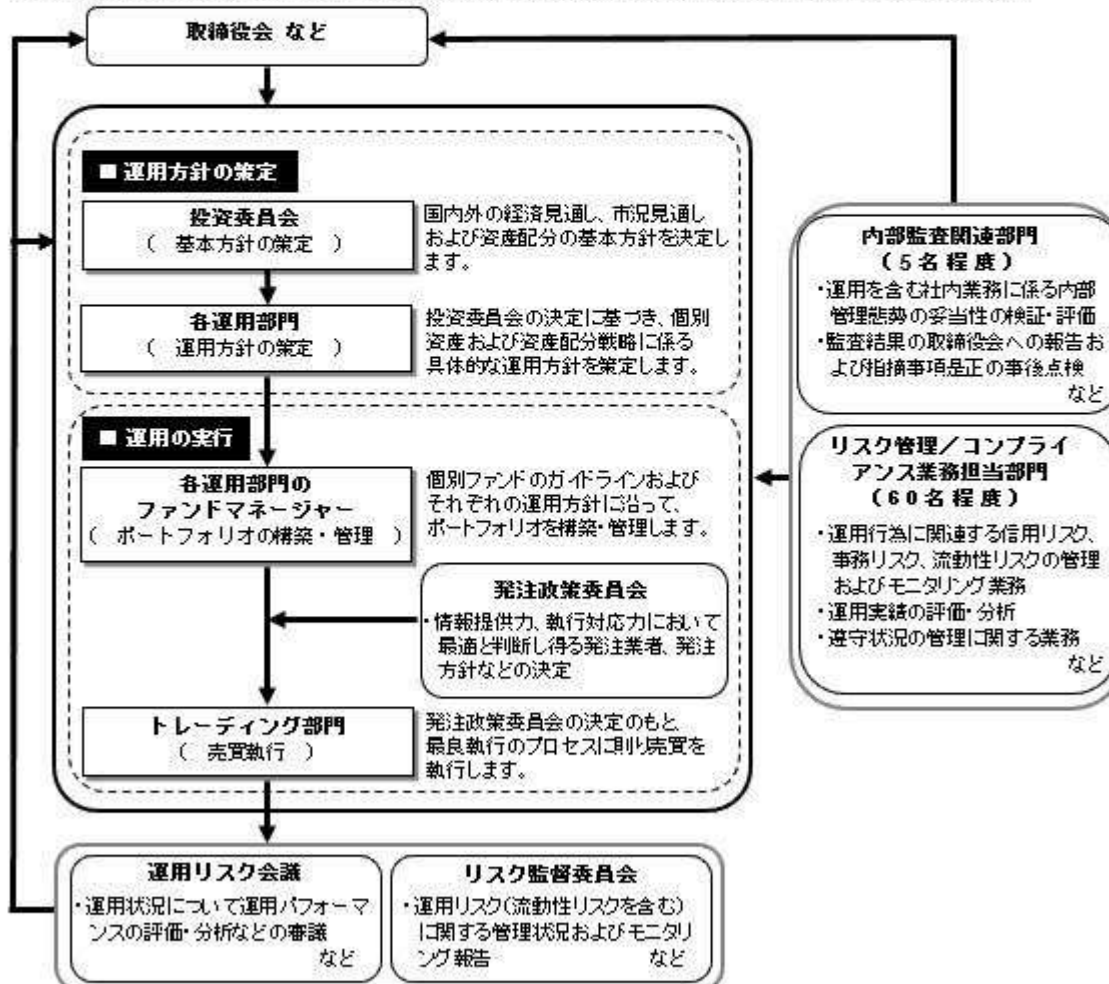 取締役会 など
■ 運用方針の策定
投資委員会
( 基本方針の策定 )
国内外の経済見通し、市況見通し
および資産配分の基本方針を決定し
ます。
各運用部門
( 運用方針の策定 )
投資委員会の決定に基づき、個別
資産および資産配分戦略に係る
具体的な運用方針を策定します。
■ 運用の実行
各運用部門の
ファンドマネージャー
( ポートフォリオの構築・管理 )
個別ファンドのガイドラインおよび
それぞれの運用方針に沿って、
ポートフォリオを構築・管理します。
発注政策委員会
・情報提供力、執行対応力において
最適と判断し得る発注業者、発注
方針などの決定
トレーディング部門
( 売買執行 )
発注政策委員会の決定のもと、
最良執行のプロセスに則り売買を
執行します。
内部監査関連部門
(5名程度)
・運用を含む社内業務に係る内部
管理態勢の妥当性の検証・評価
・監査結果の取締役会への報告お
よび指摘事項是正の事後点検
など
リスク管理/コンプライ
アンス業務担当部門
(60名程度)
・運用行為に関連する信用リスク、
事務リスク、流動性リスクの管理
およびモニタリング業務
・運用実績の評価・分析
・遵守状況の管理に関する業務
など
運用リスク会議
・運用状況について運用パフォーマ
ンスの評価・分析などの審議
など
リスク監督委員会
・運用リスク(流動性リスクを含む)
に関する管理状況およびモニタリ
ング報告 など